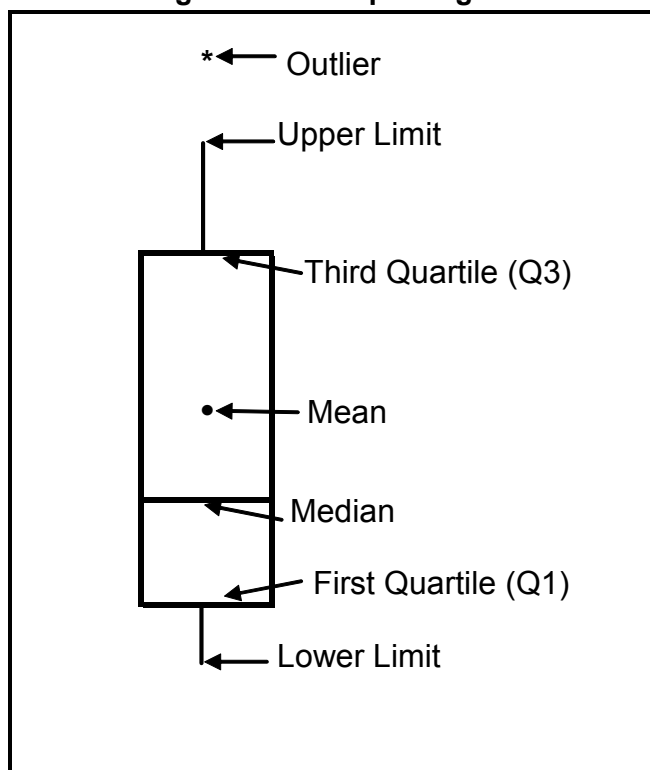 * Outlier
Upper Limit
Third Quartile (Q3)
Mean
Median
First Quartile (Q1)
Lower Limit